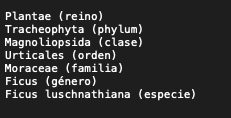 Plantae (reino)
Tracheophyta (phylum)
Magnoliopsida (clase)
Urticales (orden)
Moraceae (familia)
Ficus (género)
Ficus luschnathiana (especie)